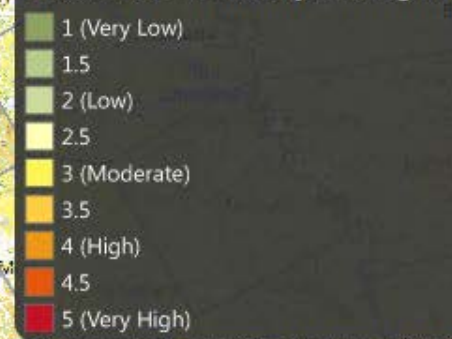 1 (Very Low)
1.5
2 (Low)
2.5
3 (Moderate)
3.5
4 (High)
4.5
5 (Very High)